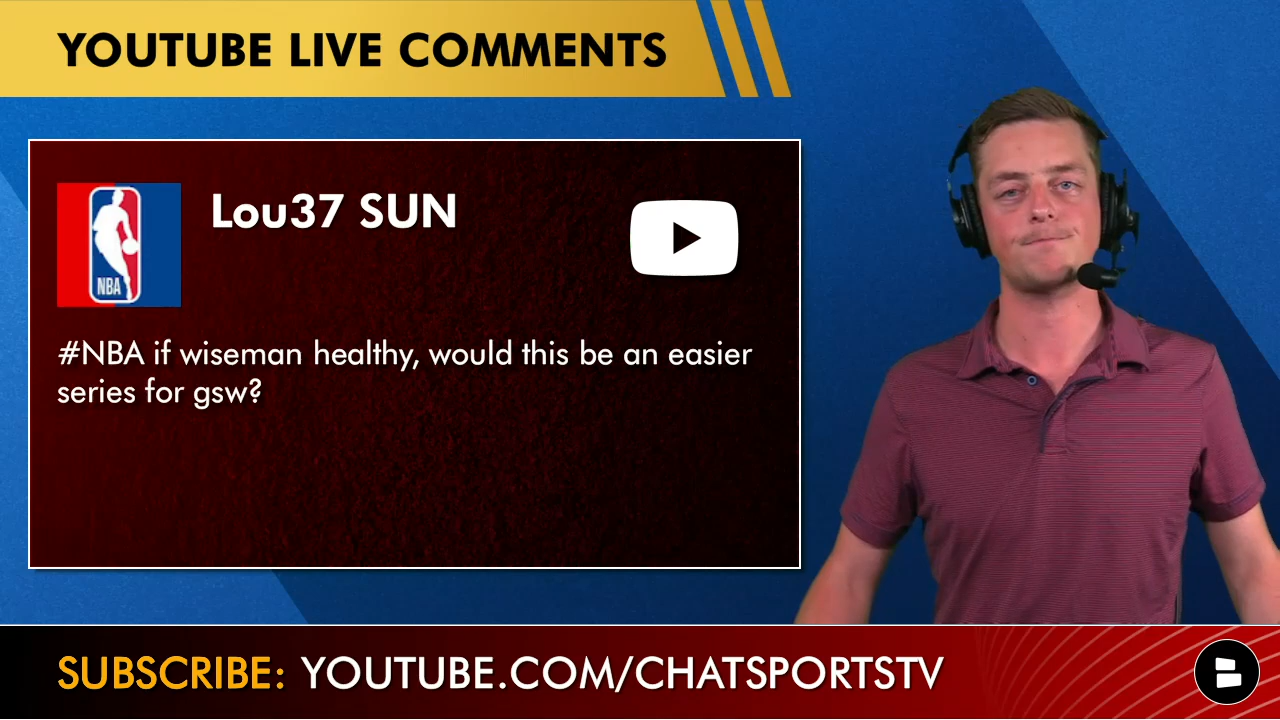 YOUTUBE LIVE COMMENTS
Lou37 SUN
NBA
#NBA if wiseman healthy, would this be an easier
series for gsw?
SUBSCRIBE: YOUTUBE.COM/CHATSPORTSTV